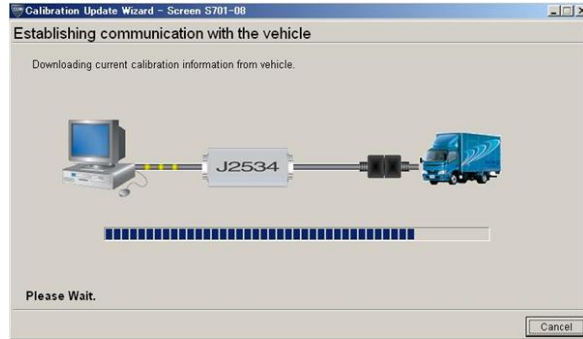 Calibration Update Wizard - Screen S701-08
Establishing communication with the vehicle
Downloading current calibration information from vehicle.
J2534
Please Wait.
Cancel